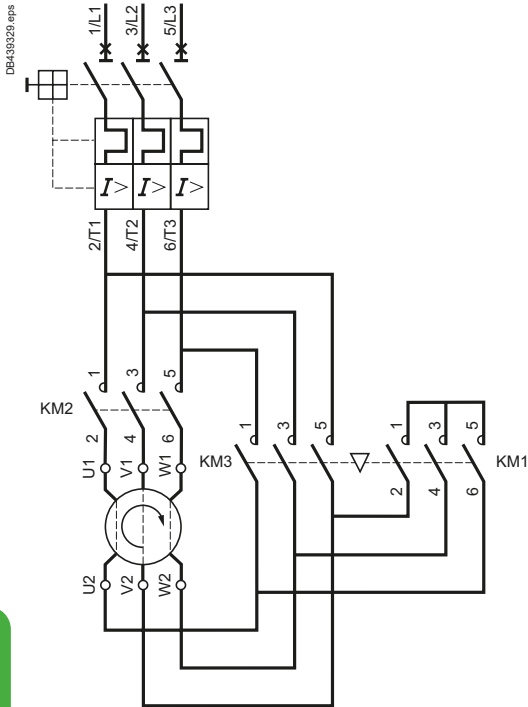 DB439329.eps
1/L1 3/L2 5/L3
I> I> I>
2/T1 4/T2 6/T3
1 3 5
KM2
2 4 6
U1 V1 W1
1 3 5
KM3
1 3 5
KM1
2 4 6
U2 V2 W2